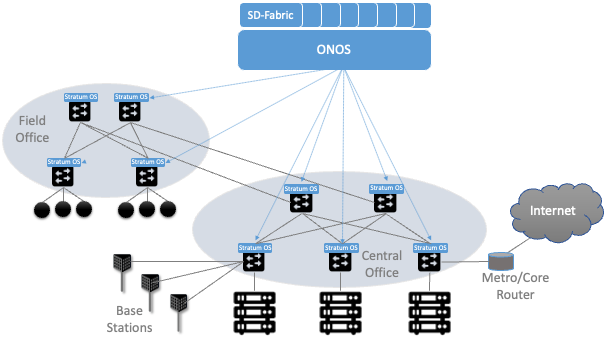 SD-Fabric
ONOS
Stratum OS
Stratum OS
Field
Office
Stratum OS
Stratum OS
Stratum OS
Stratum OS
Internet
Stratum OS
Stratum OS
Stratum OS
Central
Office
Metro/Core
Router
Base
Stations